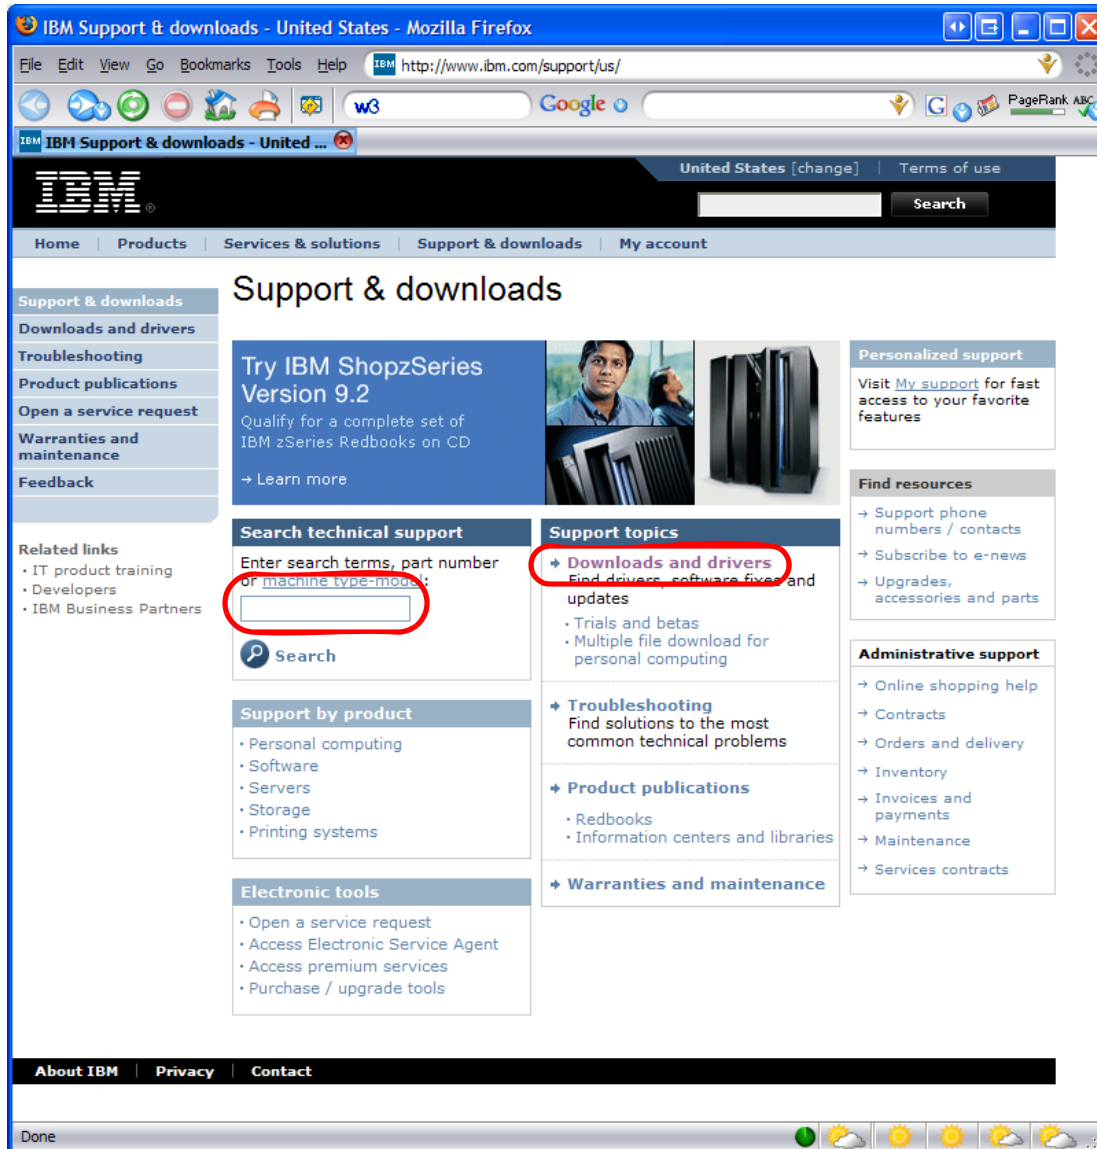 IBM Support & downloads - United States - Mozilla Firefox
File Edit View Go Bookmarks Tools Help
IBM http://www.ibm.com/support/us/
w3
Google
G
PageRank
ABC
IBM IBM Support & downloads - United ...
United States [change] | Terms of use
IBM®
Search
Home | Products | Services & solutions | Support & downloads | My account
Support & downloads
Downloads and drivers
Troubleshooting
Product publications
Open a service request
Warranties and
maintenance
Feedback
Related links
· IT product training
· Developers
· IBM Business Partners
Support & downloads
Try IBM ShopzSeries
Version 9.2
Qualify for a complete set of
IBM zSeries Redbooks on CD
→ Learn more
Search technical support
Enter search terms, part number
or machine type-model:
Search
Support by product
· Personal computing
· Software
· Servers
· Storage
· Printing systems
Electronic tools
· Open a service request
· Access Electronic Service Agent
· Access premium services
· Purchase / upgrade tools
Support topics
Downloads and drivers
Find drivers, software fixes and
updates
· Trials and betas
· Multiple file download for
personal computing
Troubleshooting
Find solutions to the most
common technical problems
Product publications
· Redbooks
· Information centers and libraries
Warranties and maintenance
Personalized support
Visit My support for fast
access to your favorite
features
Find resources
→ Support phone
numbers / contacts
→ Subscribe to e-news
→ Upgrades,
accessories and parts
Administrative support
→ Online shopping help
→ Contracts
→ Orders and delivery
→ Inventory
→ Invoices and
payments
→ Maintenance
→ Services contracts
About IBM | Privacy | Contact
Done